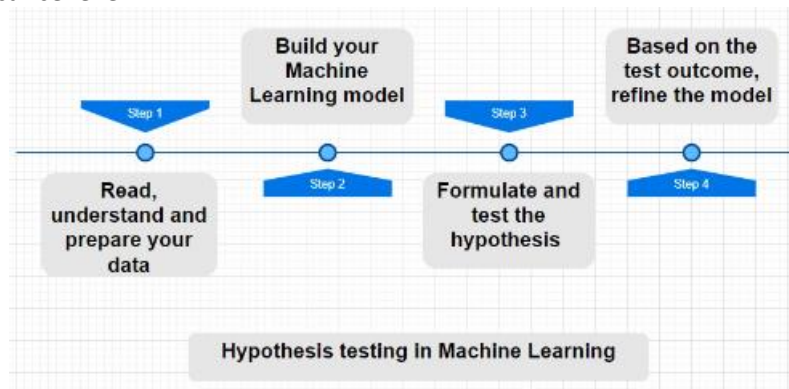 Step 1
Read,
understand and
prepare your
data
Build your
Machine
Learning model
Step 2
Step 3
Formulate and
test the
hypothesis
Based on the
test outcome,
refine the model
Step 4
Hypothesis testing in Machine Learning